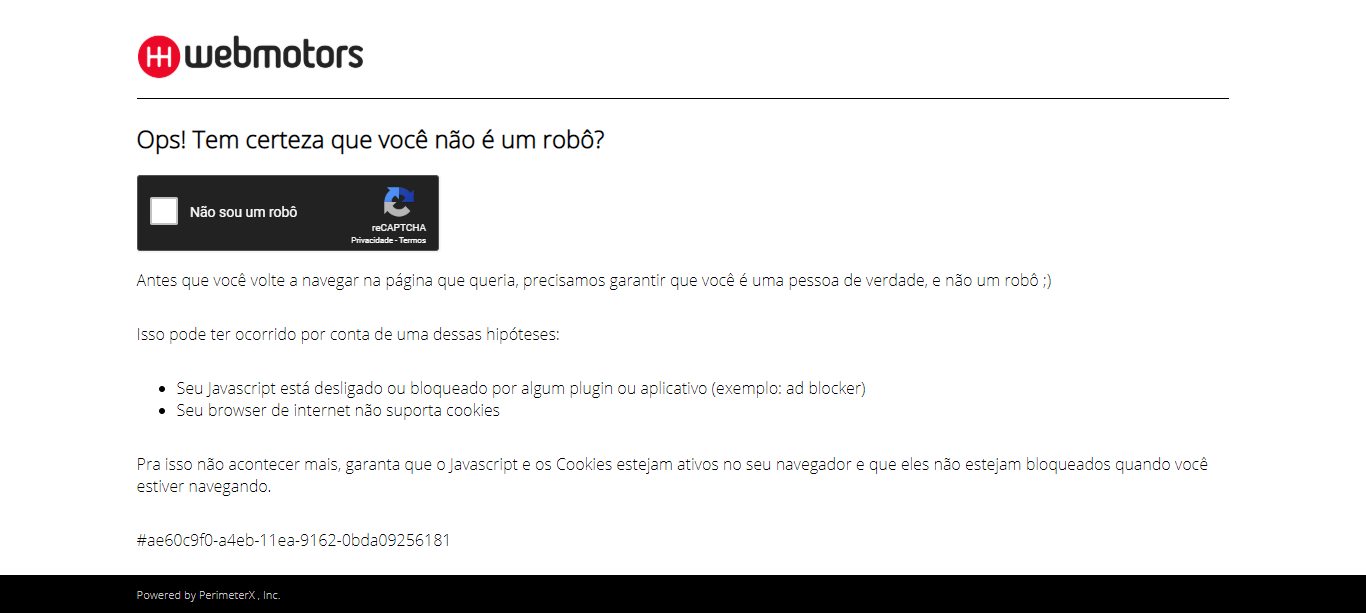 webmotors
Ops! Tem certeza que você não é um robô?
Não sou um robô
reCAPTCHA
Privacidade - Termos
Antes que você volte a navegar na página que queria, precisamos garantir que você é uma pessoa de verdade, e não um robô ;)
Isso pode ter ocorrido por conta de uma dessas hipóteses:
Seu Javascript está desligado ou bloqueado por algum plugin ou aplicativo (exemplo: ad blocker)
Seu browser de internet não suporta cookies
Pra isso não acontecer mais, garanta que o Javascript e os Cookies estejam ativos no seu navegador e que eles não estejam bloqueados quando você
estiver navegando.
#ae60c9f0-a4eb-11ea-9162-0bda09256181
Powered by PerimeterX , Inc.